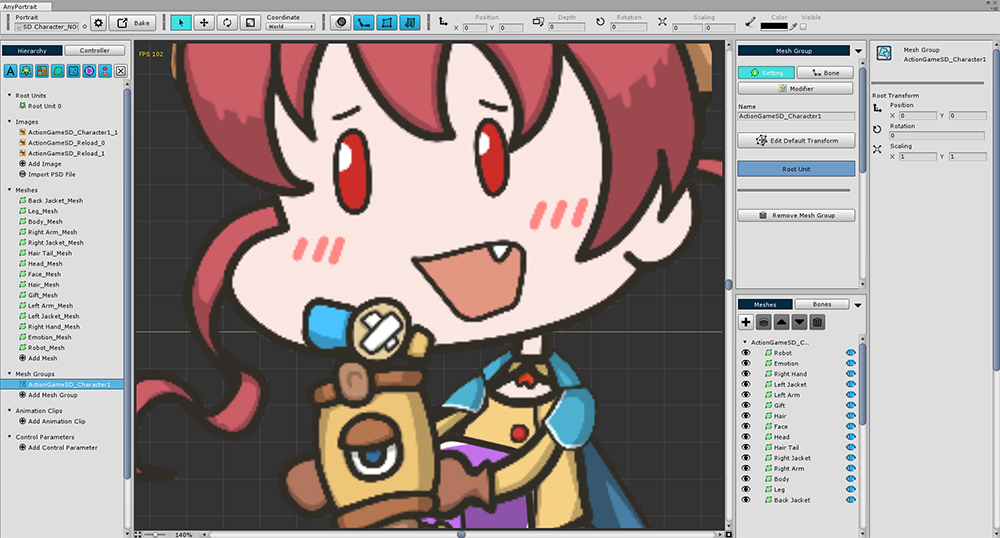 AnyPortrait
Portrait
SD Character_NO
Bake
Coordinate
World
Position
X 0 Y 0
Depth
0
Rotation
0
Scaling
0 0
Color
Visible
Hierarchy
Controller
Root Units
Root Unit 0
Images
ActionGameSD_Character1_1
ActionGameSD_Reload_0
ActionGameSD_Reload_1
Add Image
Import PSD File
Meshes
Back Jacket_Mesh
Leg_Mesh
Body_Mesh
Right Arm_Mesh
Right Jacket_Mesh
Hair Tail_Mesh
Head_Mesh
Face_Mesh
Hair_Mesh
Gift_Mesh
Left Arm_Mesh
Left Jacket_Mesh
Right Hand_Mesh
Emotion_Mesh
Robot_Mesh
Add Mesh
Mesh Groups
ActionGameSD_Character1
Add Mesh Group
Animation Clips
Add Animation Clip
Control Parameters
Add Control Parameter
FPS 102
140%
Mesh Group
Setting
Bone
Modifier
Name
ActionGameSD_Character1
Edit Default Transform
Root Unit
Remove Mesh Group
Meshes
Bones
ActionGameSD_C...
Robot
Emotion
Right Hand
Left Jacket
Left Arm
Gift
Hair
Face
Head
Hair Tail
Right Jacket
Right Arm
Body
Leg
Back Jacket
Mesh Group
ActionGameSD_Character1
Root Transform
Position
X 0 Y 0
Rotation
0
Scaling
X 1 Y 1